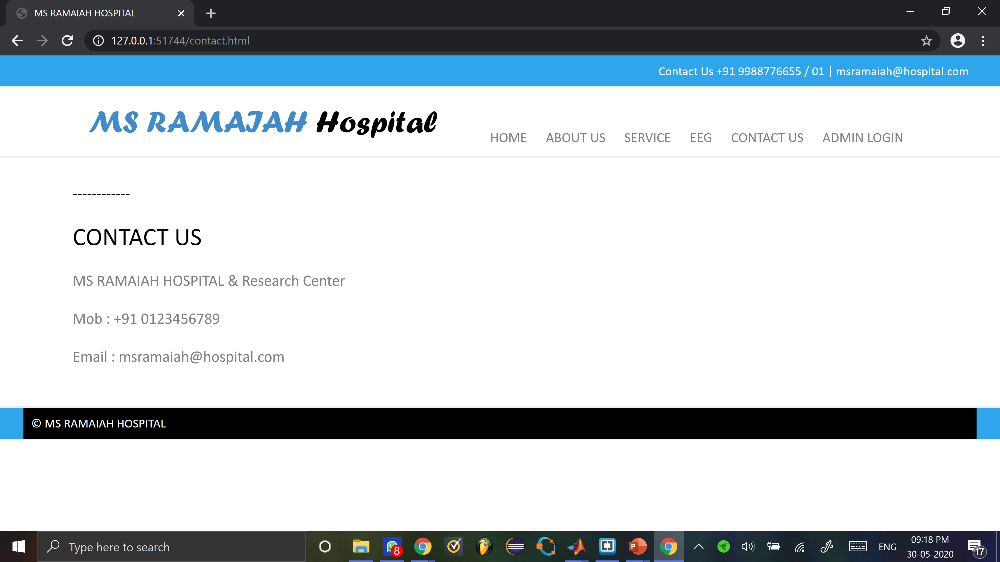 MS RAMAIAH HOSPITAL
127.0.0.1:51744/contact.html
Contact Us +91 9988776655 / 01 | msramaiah@hospital.com
MS RAMAIAH Hospital
HOME ABOUT US SERVICE EEG CONTACT US ADMIN LOGIN
------------
CONTACT US
MS RAMAIAH HOSPITAL & Research Center
Mob : +91 0123456789
Email : msramaiah@hospital.com
© MS RAMAIAH HOSPITAL
Type here to search
8
P
ENG
09:18 PM
30-05-2020
17